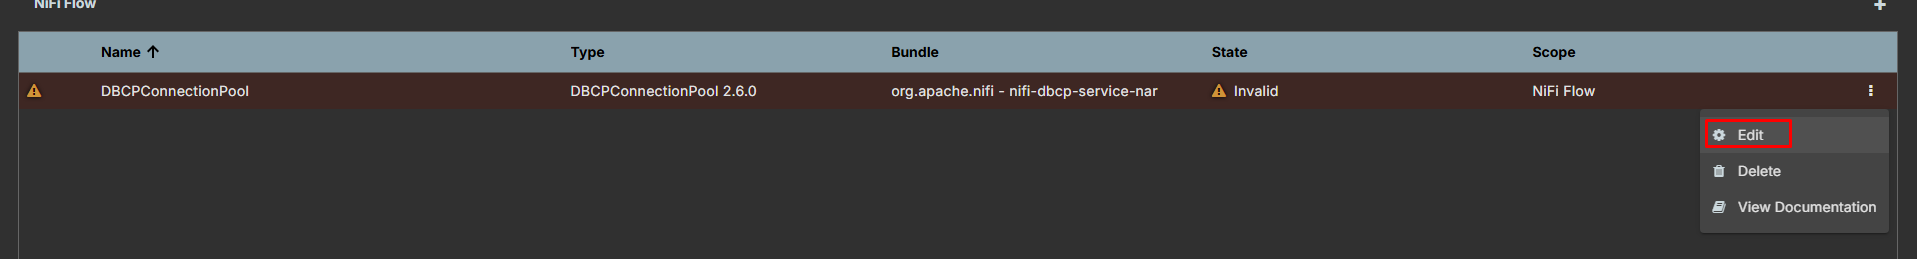 NiFi Flow
Name Type Bundle State Scope
DBCPConnectionPool DBCPConnectionPool 2.6.0 org.apache.nifi - nifi-dbcp-service-nar Invalid NiFi Flow
Edit
Delete
View Documentation